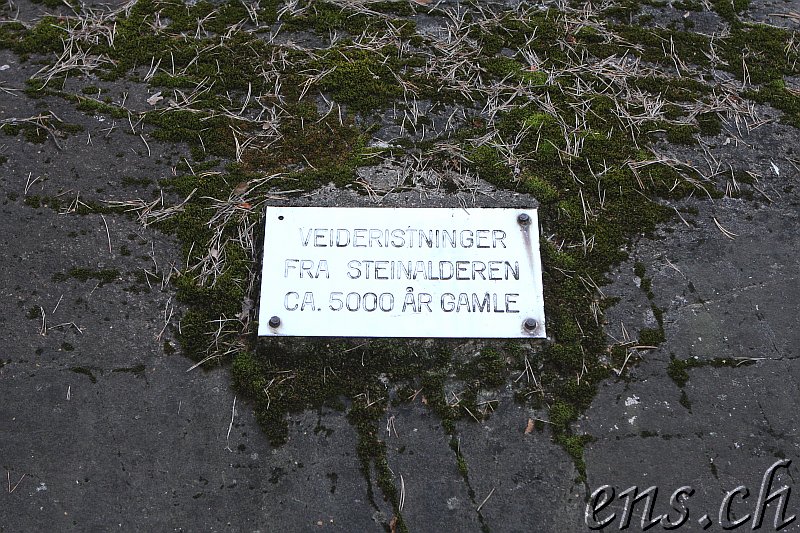 VEIDERISTNINGER
FRA STEINALDEREN
CA. 5000 ÅR GAMLE
ens.ch